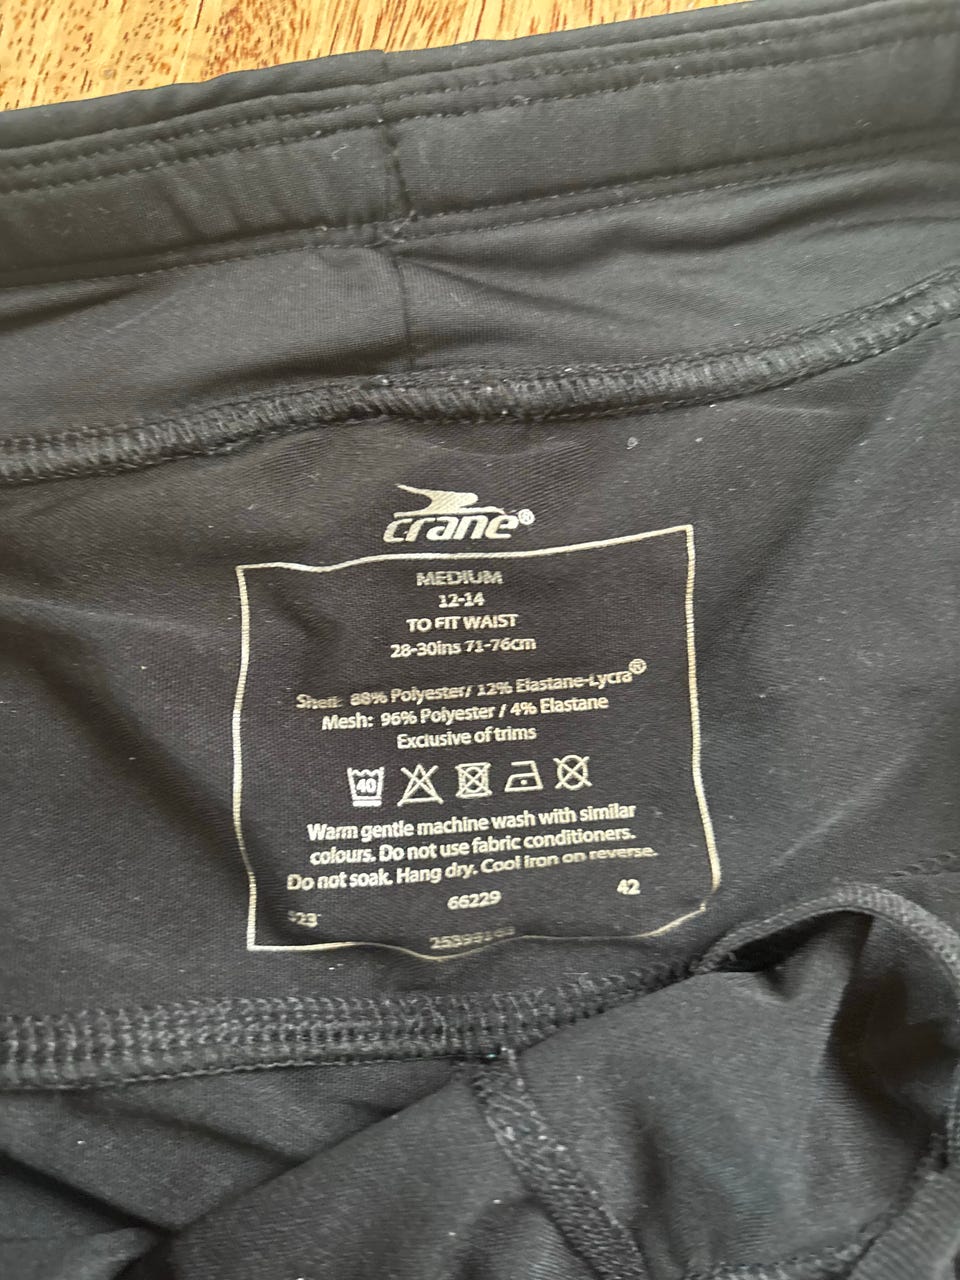 crane®
MEDIUM
12-14
TO FIT WAIST
28-30ins 71-76cm
Shell: 88% Polyester/ 12% Elastane-Lycra®
Mesh: 96% Polyester / 4% Elastane
Exclusive of trims
40
Warm gentle machine wash with similar
colours. Do not use fabric conditioners.
Do not soak. Hang dry. Cool iron on reverse.
66229 42